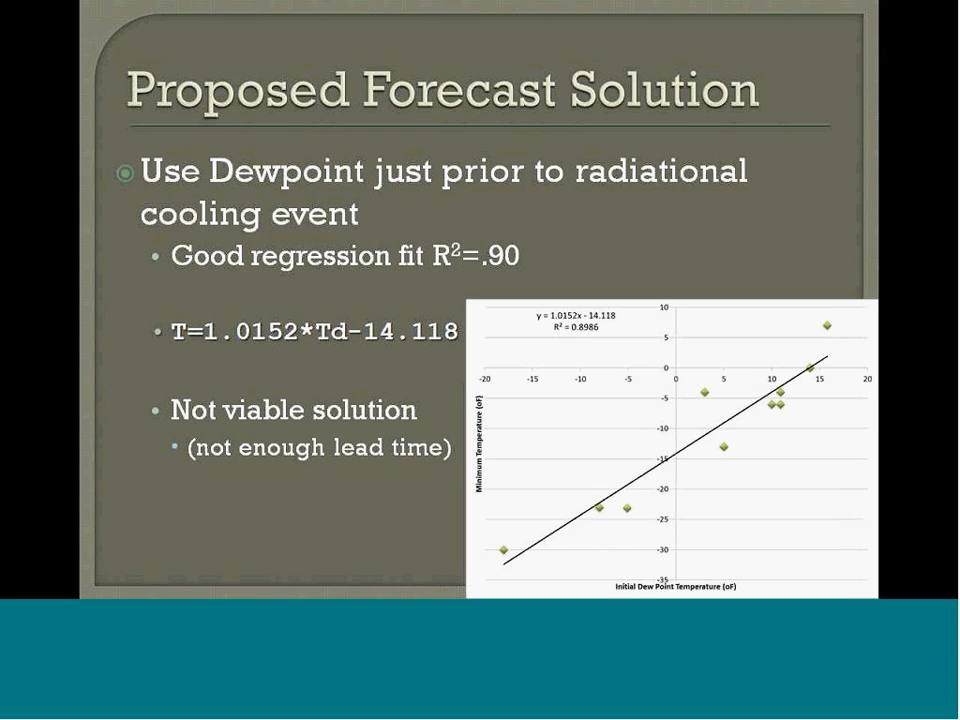 Proposed Forecast Solution
Use Dewpoint just prior to radiational
cooling event
• Good regression fit R²=.90
• T=1.0152*Td-14.118
• Not viable solution
• (not enough lead time)
y = 1.0152x - 14.118
R² = 0.8986
10
5
0
-5
-10
-15
-20
-25
-30
-35
-20 -15 -10 -5 0 5 10 15 20
Minimum Temperature (oF)
Initial Dew Point Temperature (oF)